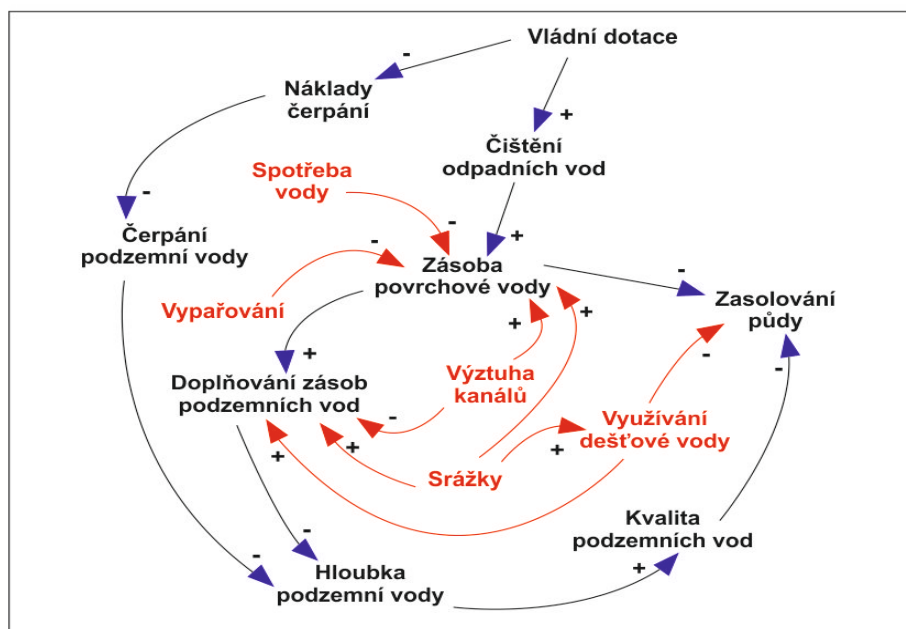 Vládní dotace
-
Náklady
čerpání
+
Čištění
odpadních vod
Spotřeba
vody
-
-
+
Čerpání
podzemní vody
-
Zásoba
povrchové vody
-
Zasolování
půdy
Vypařování
+
+
+
-
-
Doplňování zásob
podzemních vod
Výztuha
kanálů
-
Využívání
dešťové vody
+
+
+
Srážky
Kvalita
podzemních vod
-
-
+
Hloubka
podzemní vody